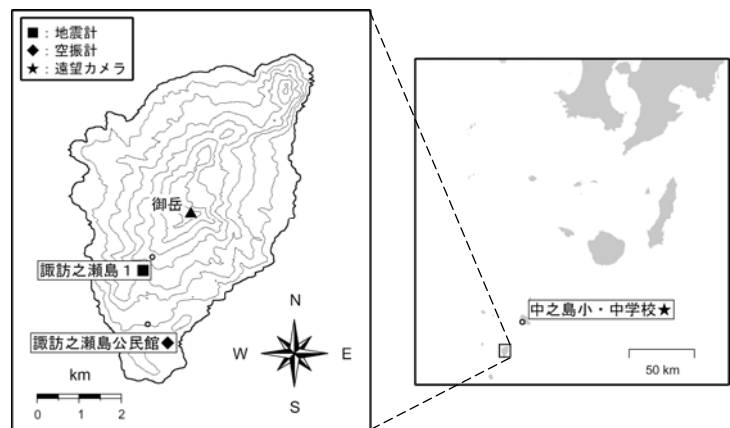 ■：地震計
◆：空振計
★：遠望カメラ
御岳
諏訪之瀬島１■
諏訪之瀬島公民館◆
N
W
E
S
km
0 1 2
中之島小・中学校★
50 km